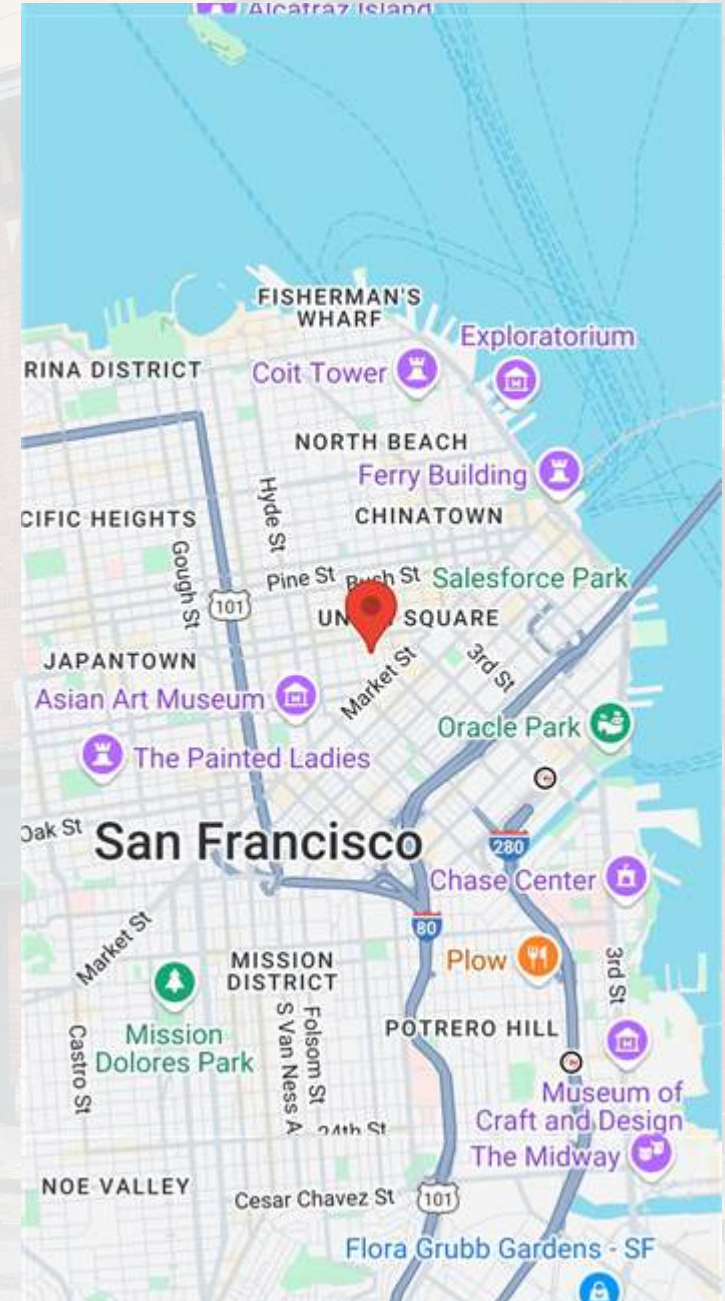 Alcatraz Island
FISHERMAN'S
WHARF
Exploratorium
RINA DISTRICT
Coit Tower
NORTH BEACH
Ferry Building
Hyde St
CIFIC HEIGHTS
CHINATOWN
Gough St
Pine St
Bush St
Salesforce Park
101
SQUARE
3rd St
JAPANTOWN
Market St
Asian Art Museum
Oracle Park
The Painted Ladies
Oak St
San Francisco
280
Chase Center
80
Market St
MISSION
DISTRICT
Plow
3rd St
Mission
Dolores Park
Castro St
S Van Ness A
Folsom St
POTRERO HILL
24th St
Museum of
Craft and Design
The Midway
NOE VALLEY
Cesar Chavez St
101
Flora Grubb Gardens - SF